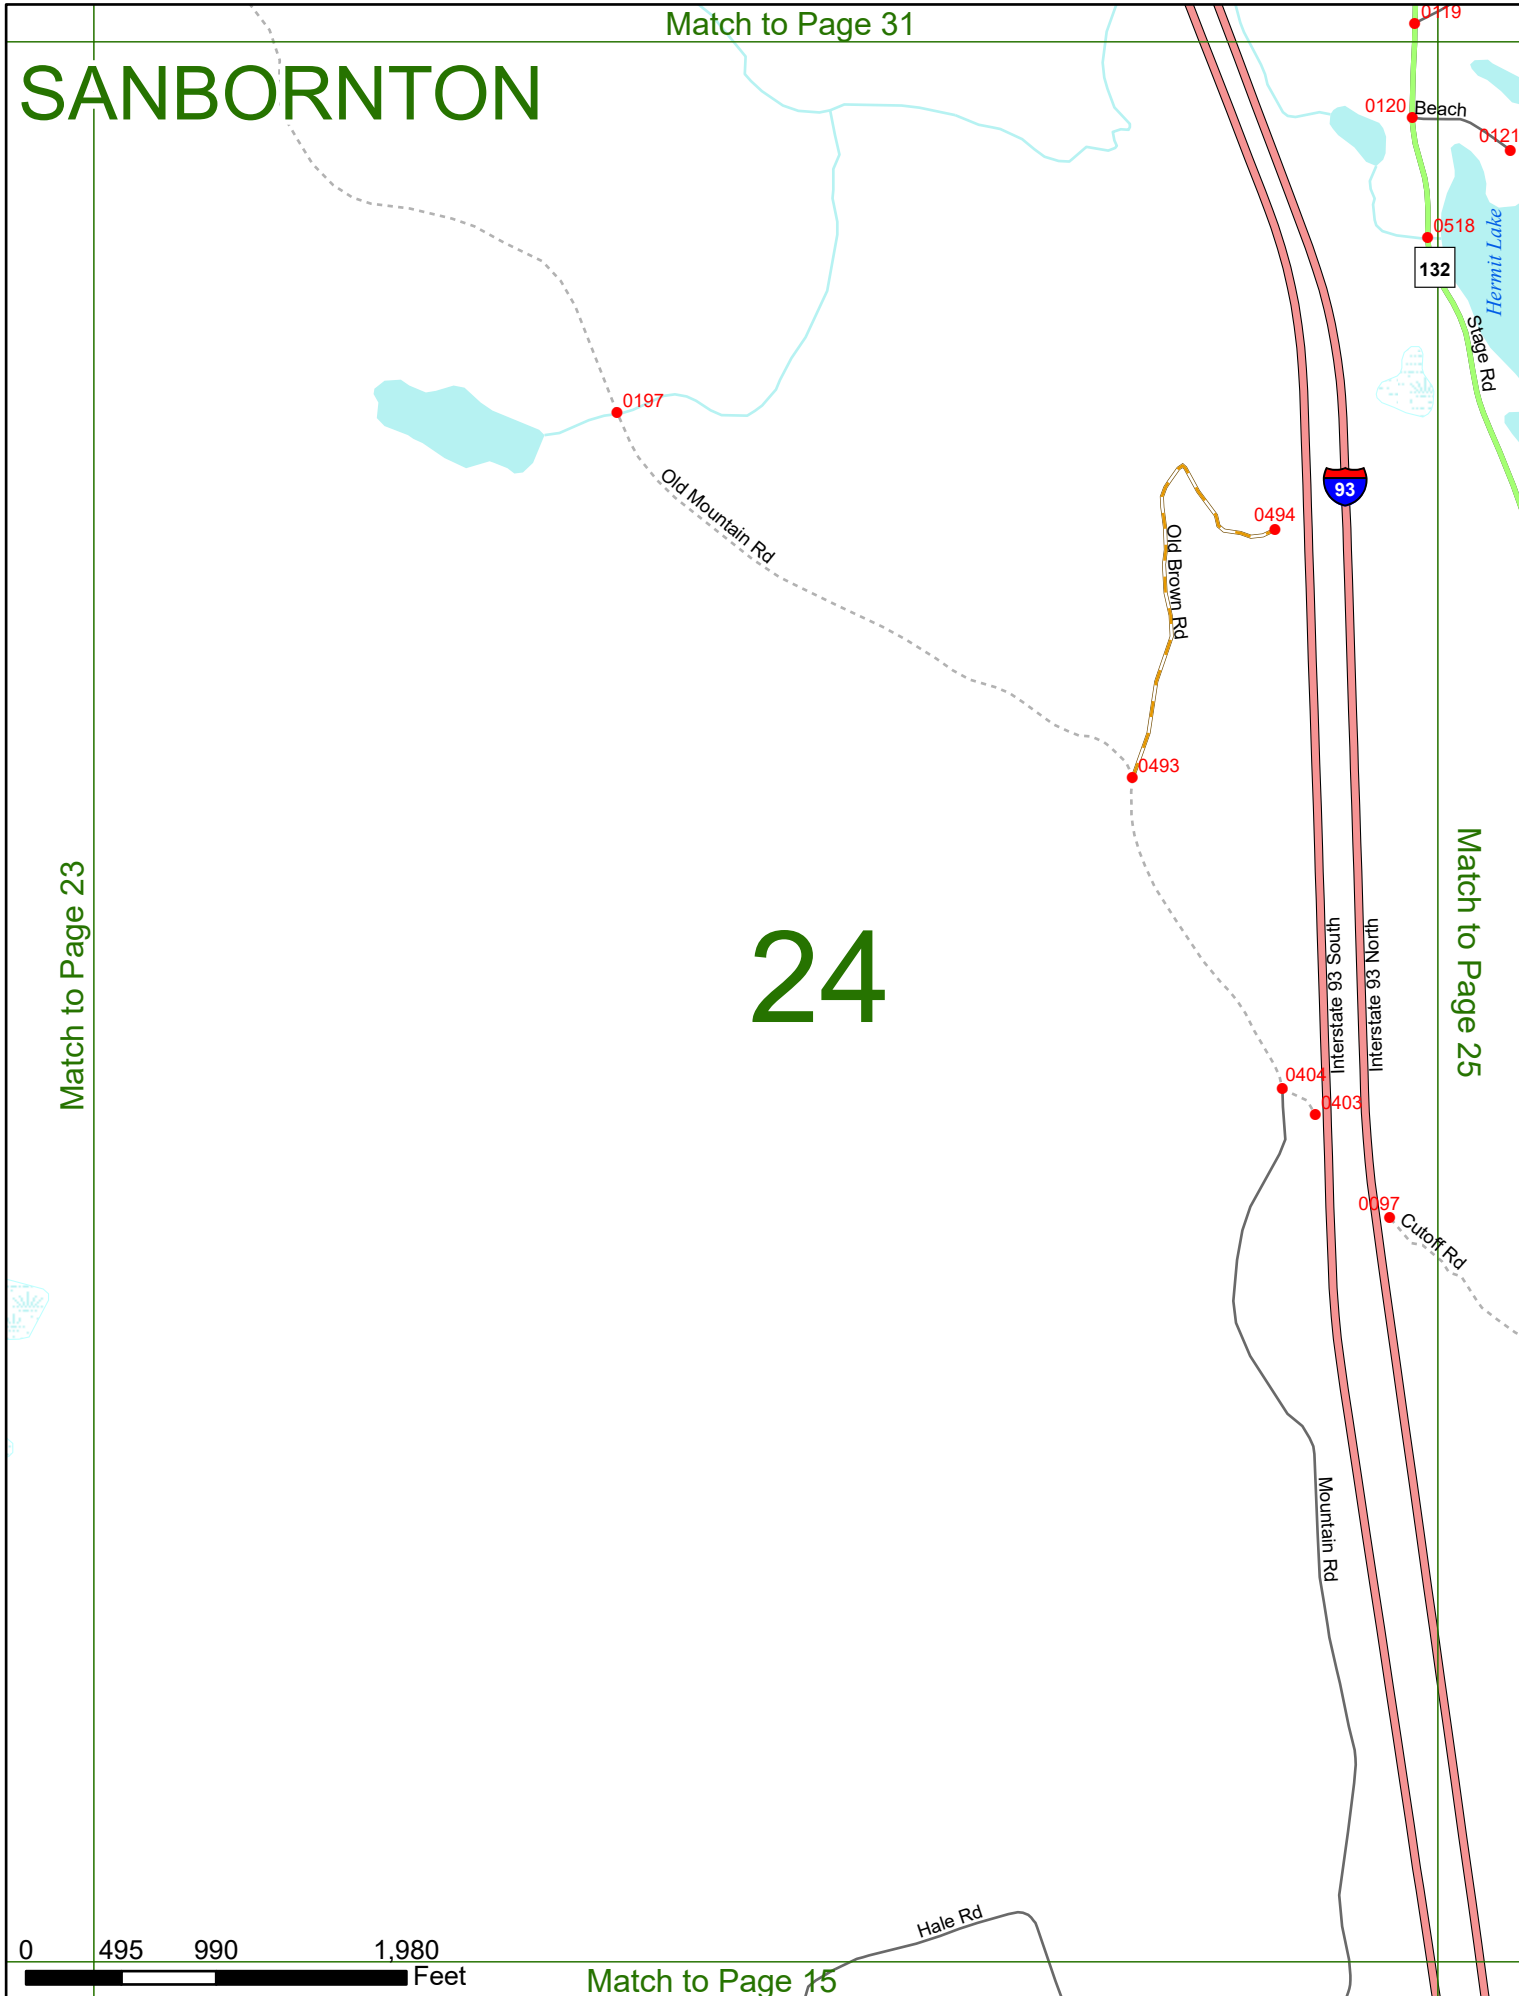 Match to Page 31
0119
SANBORNTON
0120
Beach
0121
0518
Hermit Lake
132
Stage Rd
0197
Old Mountain Rd
93
0494
Old Brown Rd
0493
Match to Page 23
24
Interstate 93 South
Interstate 93 North
Match to Page 25
0404
0403
0097
Cutoff Rd
Mountain Rd
Hale Rd
0 495 990 1,980
Feet
Match to Page 15